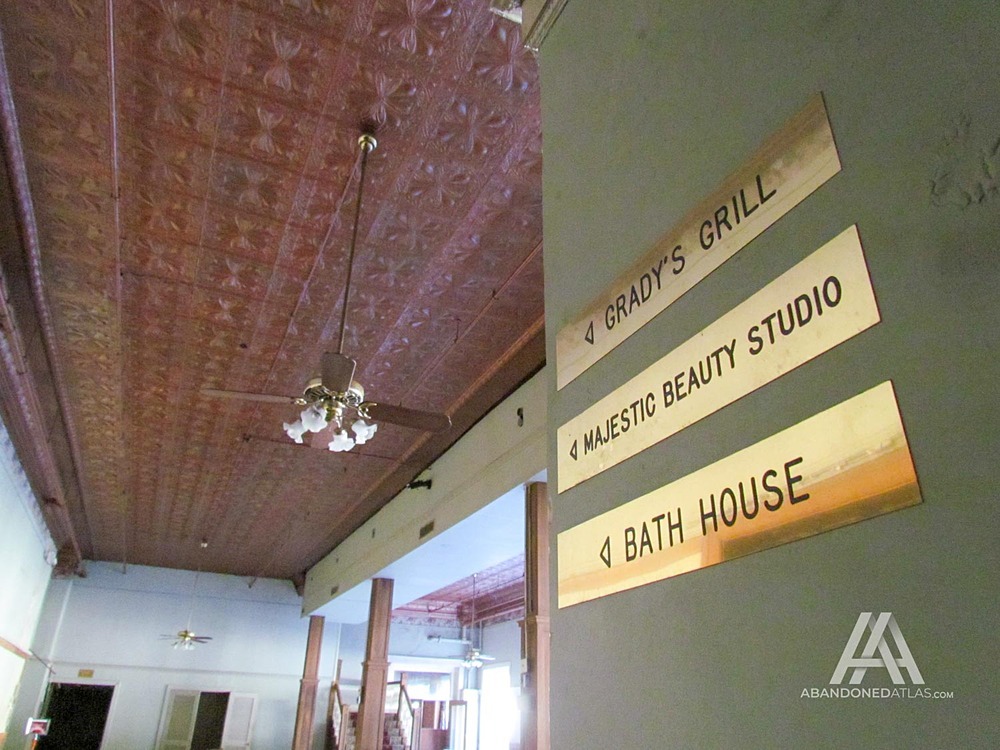 ◁ GRADY'S GRILL
◁ MAJESTIC BEAUTY STUDIO
◁ BATH HOUSE
ABANDONEDATLAS.COM